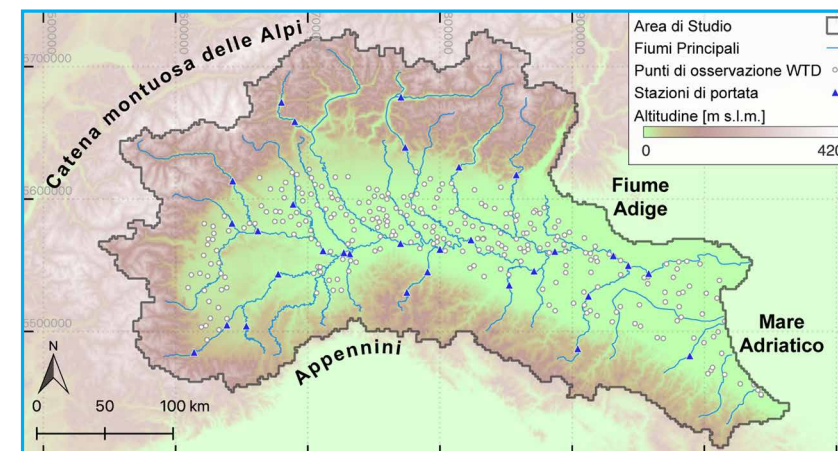 Area di Studio
Fiumi Principali
Punti di osservazione WTD
Stazioni di portata
Altitudine [m s.l.m.]
0
420
Catena montuosa delle Alpi
Fiume
Adige
Mare
Adriatico
Appennini
N
0 50 100 km